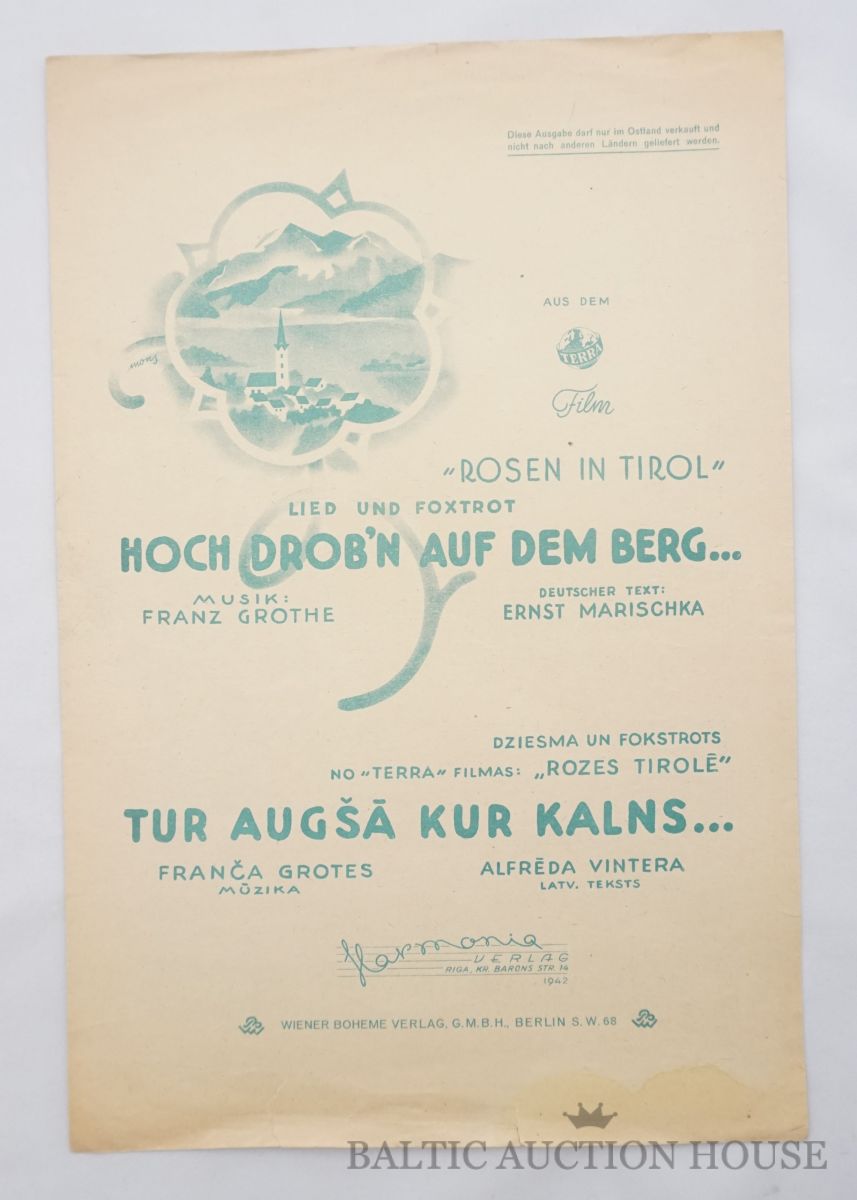 Diese Ausgabe darf nur im Ostland verkauft und
nicht nach anderen Ländern geliefert werden.
mons
AUS DEM
TERRA
Film
„ROSEN IN TIROL“
LIED UND FOXTROT
HOCH DROB'N AUF DEM BERG...
MUSIK:
FRANZ GROTHE
DEUTSCHER TEXT:
ERNST MARISCHKA
DZIESMA UN FOKSTROTS
NO „TERRA“ FILMAS: „ROZES TIROLĒ“
TUR AUGŠĀ KUR KALNS...
FRANČA GROTES
MŪZIKA
ALFRĒDA VINTERA
LATV. TEKSTS
Harmonia
VERLAG
RIGA, KR. BARONS STR. 14
1942
WIENER BOHEME VERLAG, G.M.B.H., BERLIN S.W. 68
BALTIC AUCTION HOUSE